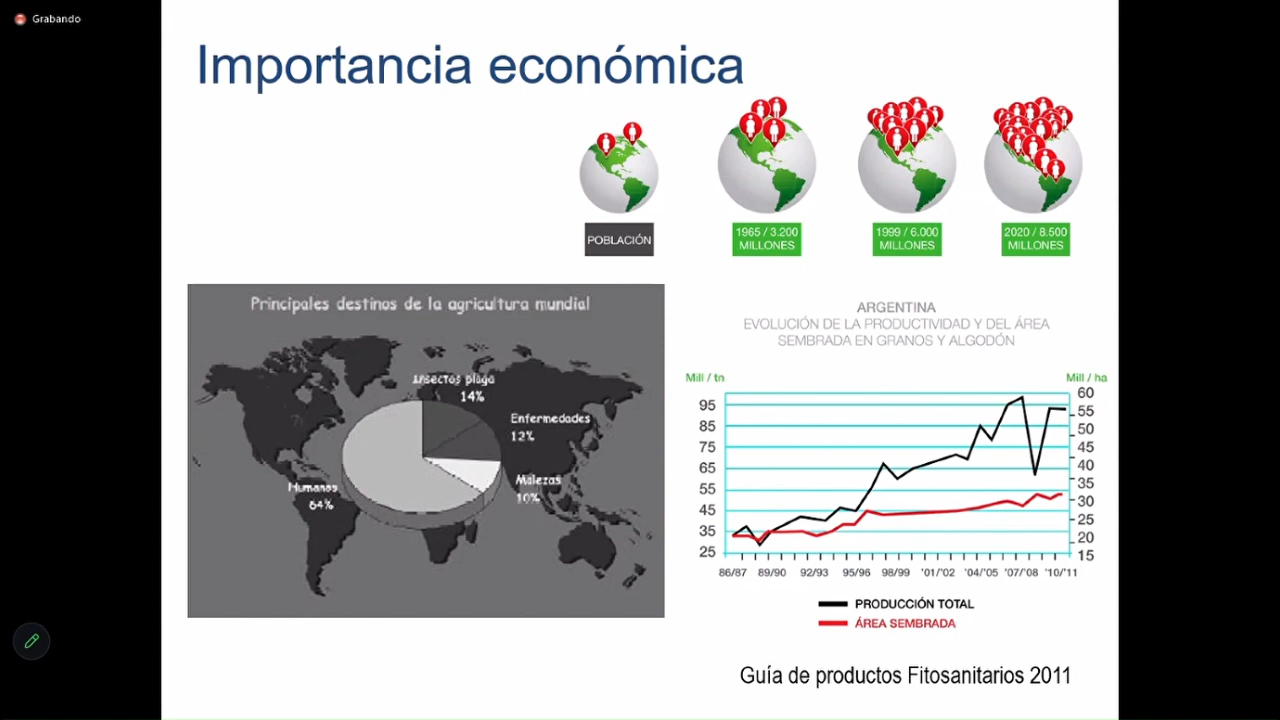 Grabando
Importancia económica
POBLACIÓN
1965 / 3.200
MILLONES
1999 / 6.000
MILLONES
2020 / 8.500
MILLONES
Principales destinos de la agricultura mundial
Insectos plaga
14%
Enfermedades
12%
Malezas
10%
Humanos
64%
ARGENTINA
EVOLUCIÓN DE LA PRODUCTIVIDAD Y DEL ÁREA
SEMBRADA EN GRANOS Y ALGODÓN
Mill / tn
Mill / ha
95
85
75
65
55
45
35
25
60
55
50
45
40
35
30
25
20
15
86/87 89/90 92/93 95/96 98/99 '01/'02 '04/'05 '07/'08 '10/'11
PRODUCCIÓN TOTAL
ÁREA SEMBRADA
Guía de productos Fitosanitarios 2011